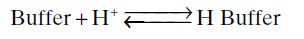 Buffer + H⁺ ⇌ H Buffer